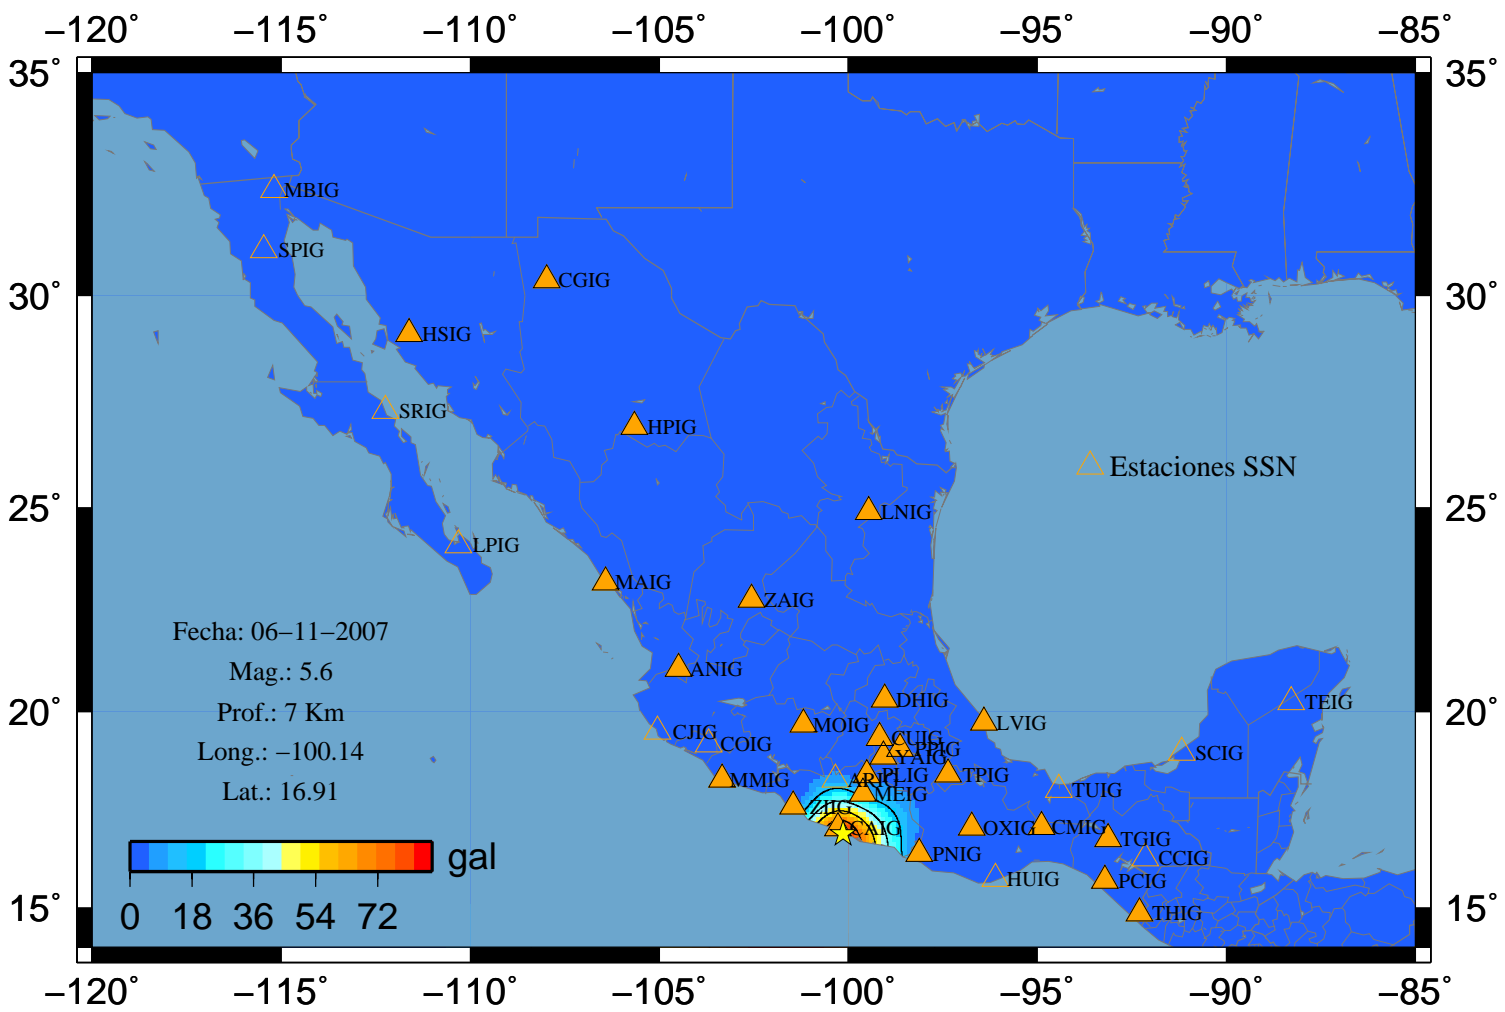 −120° −115° −110° −105° −100° −95° −90° −85°
35° 35°
MBIG
SPIG
CGIG
30° 30°
HSIG
SRIG
HPIG
Estaciones SSN
25° 25°
LNIG
LPIG
MAIG
ZAIG
Fecha: 06−11−2007
Mag.: 5.6
Prof.: 7 Km
Long.: −100.14
Lat.: 16.91
ANIG
DHIG
TEIG
20° 20°
MOIG
LVIG
CJIG
COIG
CUIG
PPIG
YAIG
SCIG
MMIG
PLIG
TPIG
ARIG
MEIG
TUIG
ZIIG
CAIG
OXIG
CMIG
TGIG
PNIG
CCIG
HUIG
PCIG
gal
0 18 36 54 72
15° 15°
THIG
−120° −115° −110° −105° −100° −95° −90° −85°